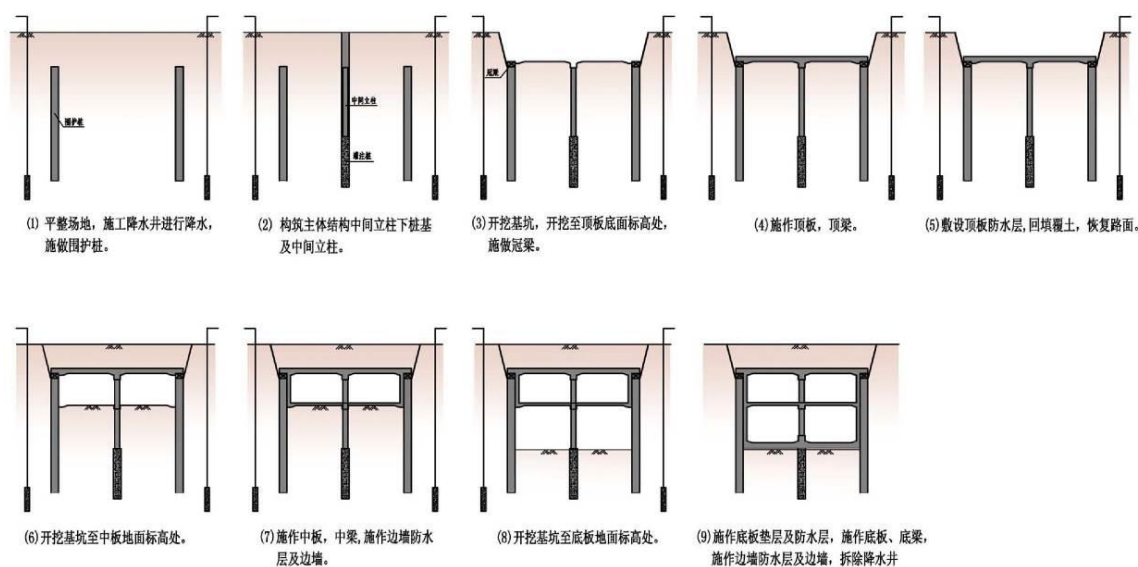 围护桩
(1) 平整场地，施工降水井进行降水，
施做围护桩。
中间立柱
灌注桩
(2) 构筑主体结构中间立柱下桩基
及中间立柱。
冠梁
(3)开挖基坑，开挖至顶板底面标高处，
施做冠梁。
(4)施作顶板，顶梁。
(5)敷设顶板防水层,回填覆土，恢复路面。
(6)开挖基坑至中板地面标高处。
(7)施作中板，中梁,施作边墙防水
层及边墙。
(8)开挖基坑至底板地面标高处。
(9)施作底板垫层及防水层，施作底板、底梁，
施作边墙防水层及边墙，拆除降水井